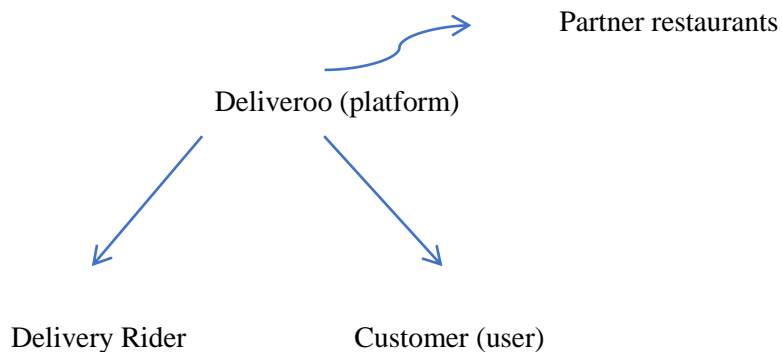 Partner restaurants
Deliveroo (platform)
Delivery Rider
Customer (user)